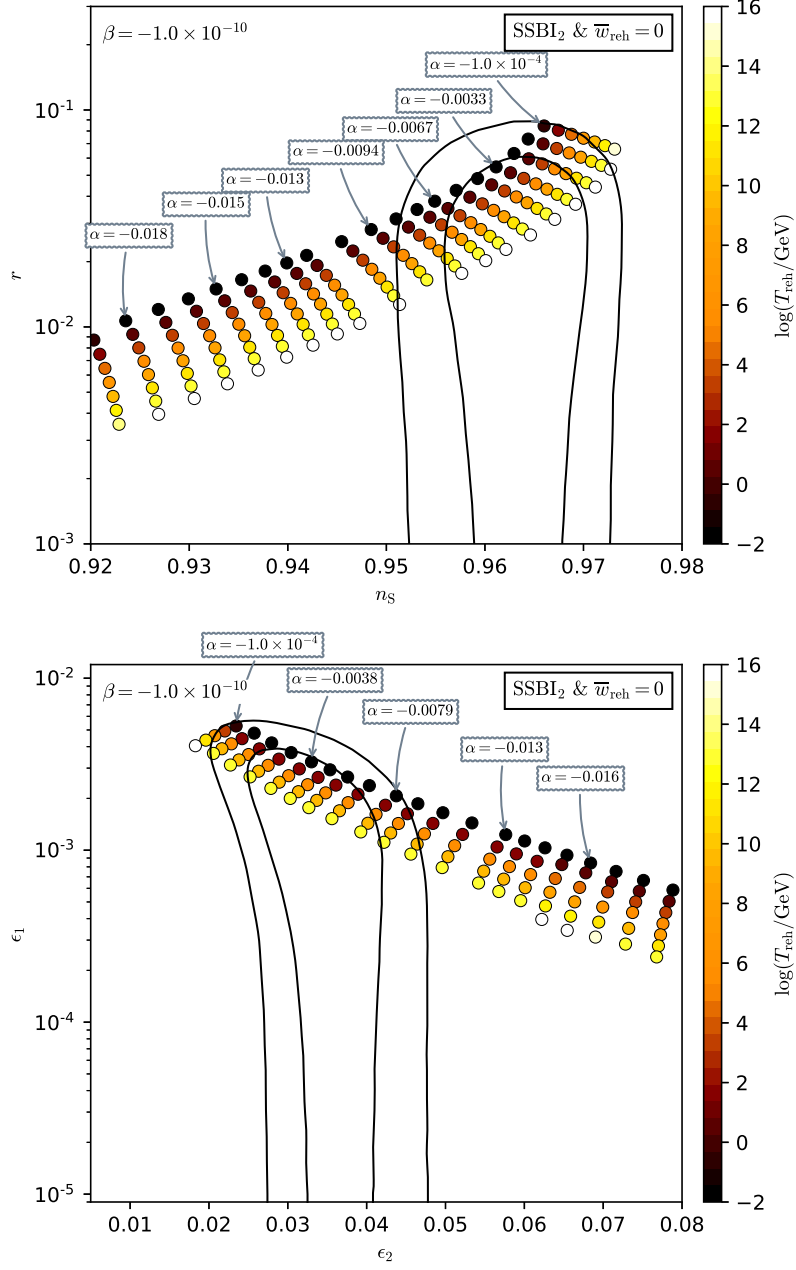 β = −1.0 × 10⁻¹⁰
SSBI₂ & w̅_reh = 0
α = −1.0 × 10⁻⁴
α = −0.0033
α = −0.0067
α = −0.0094
α = −0.013
α = −0.015
α = −0.018
10⁻¹
10⁻²
10⁻³
r
0.92 0.93 0.94 0.95 0.96 0.97 0.98
n_S
16
14
12
10
8
6
4
2
0
−2
log(T_reh/GeV)
α = −1.0 × 10⁻⁴
β = −1.0 × 10⁻¹⁰
SSBI₂ & w̅_reh = 0
α = −0.0038
α = −0.0079
α = −0.013
α = −0.016
10⁻²
10⁻³
10⁻⁴
10⁻⁵
ϵ₁
0.01 0.02 0.03 0.04 0.05 0.06 0.07 0.08
ϵ₂
16
14
12
10
8
6
4
2
0
−2
log(T_reh/GeV)